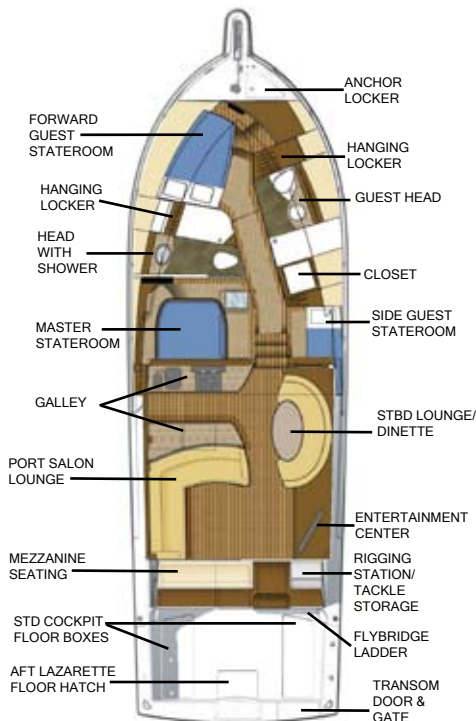 ANCHOR
LOCKER
FORWARD
GUEST
STATEROOM
HANGING
LOCKER
HANGING
LOCKER
GUEST HEAD
HEAD
WITH
SHOWER
CLOSET
MASTER
STATEROOM
SIDE GUEST
STATEROOM
GALLEY
STBD LOUNGE/
DINETTE
PORT SALON
LOUNGE
ENTERTAINMENT
CENTER
MEZZANINE
SEATING
RIGGING
STATION/
TACKLE
STORAGE
STD COCKPIT
FLOOR BOXES
FLYBRIDGE
LADDER
AFT LAZARETTE
FLOOR HATCH
TRANSOM
DOOR &
GATE